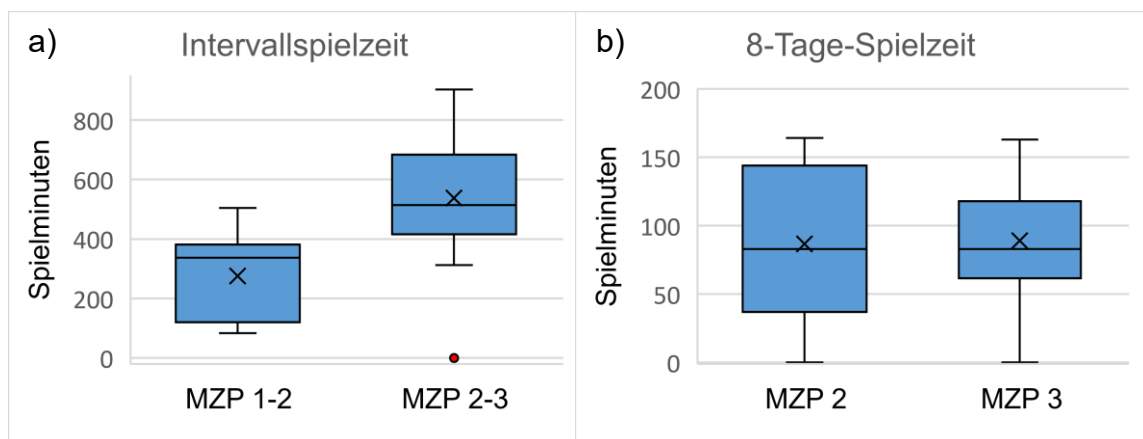 a) Intervallspielzeit
Spielminuten
800
600
400
200
0
MZP 1-2 MZP 2-3
b) 8-Tage-Spielzeit
Spielminuten
200
150
100
50
0
MZP 2 MZP 3